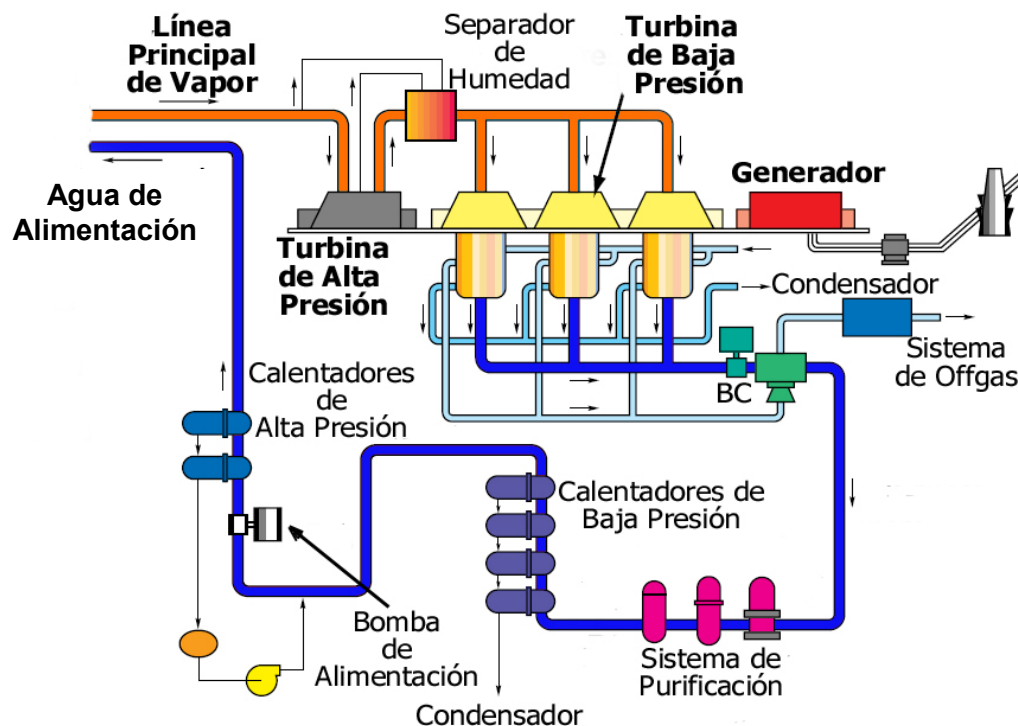 Línea
Principal
de Vapor
Separador
de
Humedad
Turbina
de Baja
Presión
Agua de
Alimentación
Turbina
de Alta
Presión
Generador
Condensador
Sistema
de Offgas
BC
Calentadores
de
Alta Presión
Calentadores de
Baja Presión
Bomba
de
Alimentación
Sistema de
Purificación
Condensador